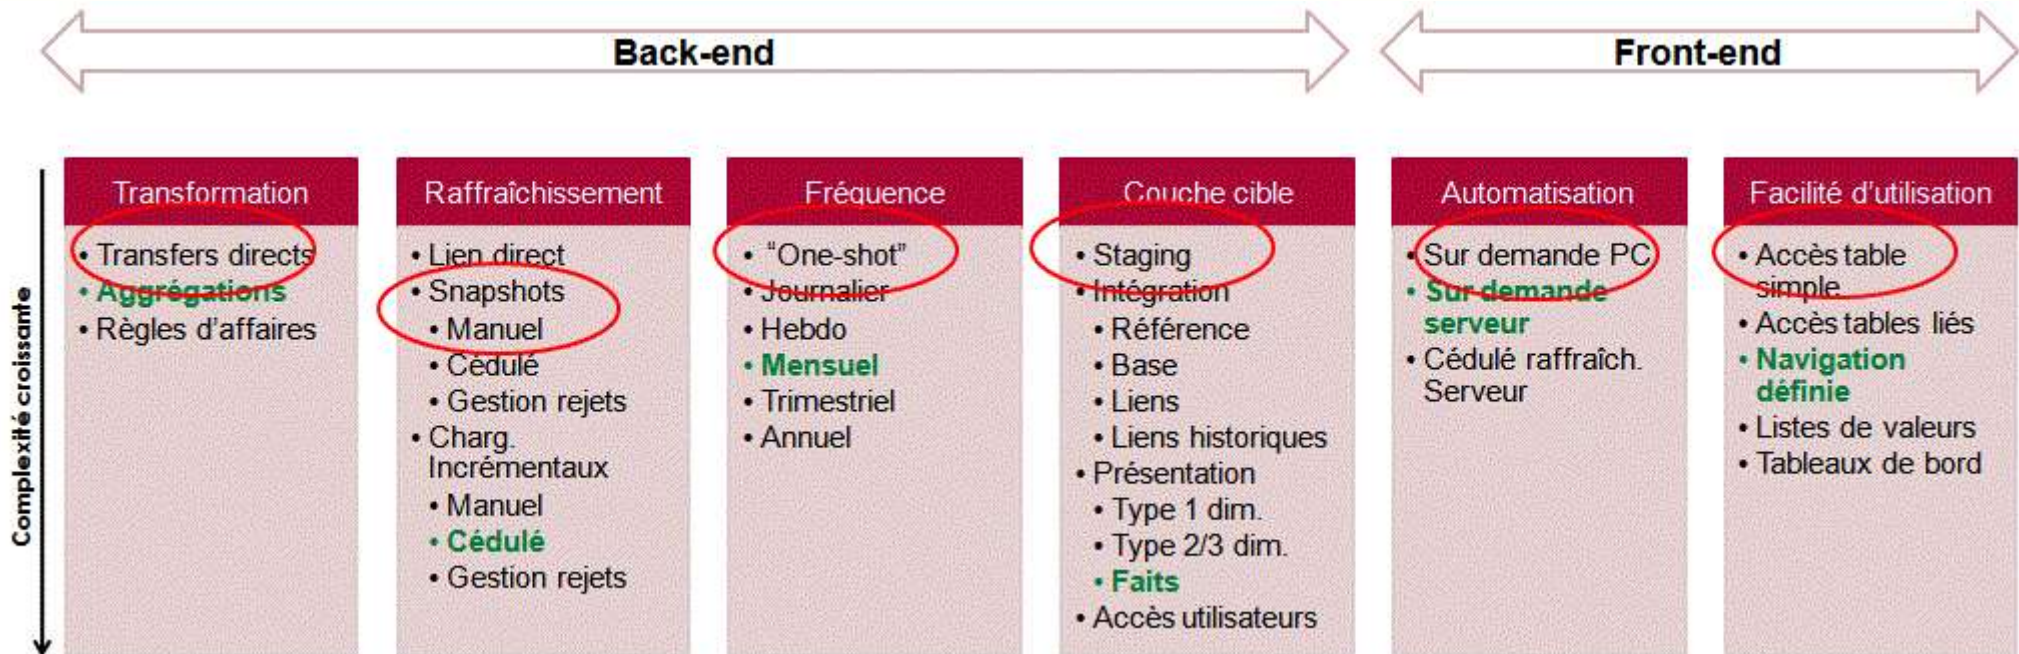 Back-end
Front-end
Complexité croissante
Transformation
• Transfers directs
• Aggrégations
• Règles d'affaires
Raffraîchissement
• Lien direct
• Snapshots
• Manuel
• Cédulé
• Gestion rejets
• Charg.
Incrémentaux
• Manuel
• Cédulé
• Gestion rejets
Fréquence
• "One-shot"
• Journalier
• Hebdo
• Mensuel
• Trimestriel
• Annuel
Couche cible
• Staging
• Intégration
• Référence
• Base
• Liens
• Liens historiques
• Présentation
• Type 1 dim.
• Type 2/3 dim.
• Faits
• Accès utilisateurs
Automatisation
• Sur demande PC
• Sur demande
serveur
• Cédulé raffraîch.
Serveur
Facilité d'utilisation
• Accès table
simple
• Accès tables liés
• Navigation
définie
• Listes de valeurs
• Tableaux de bord